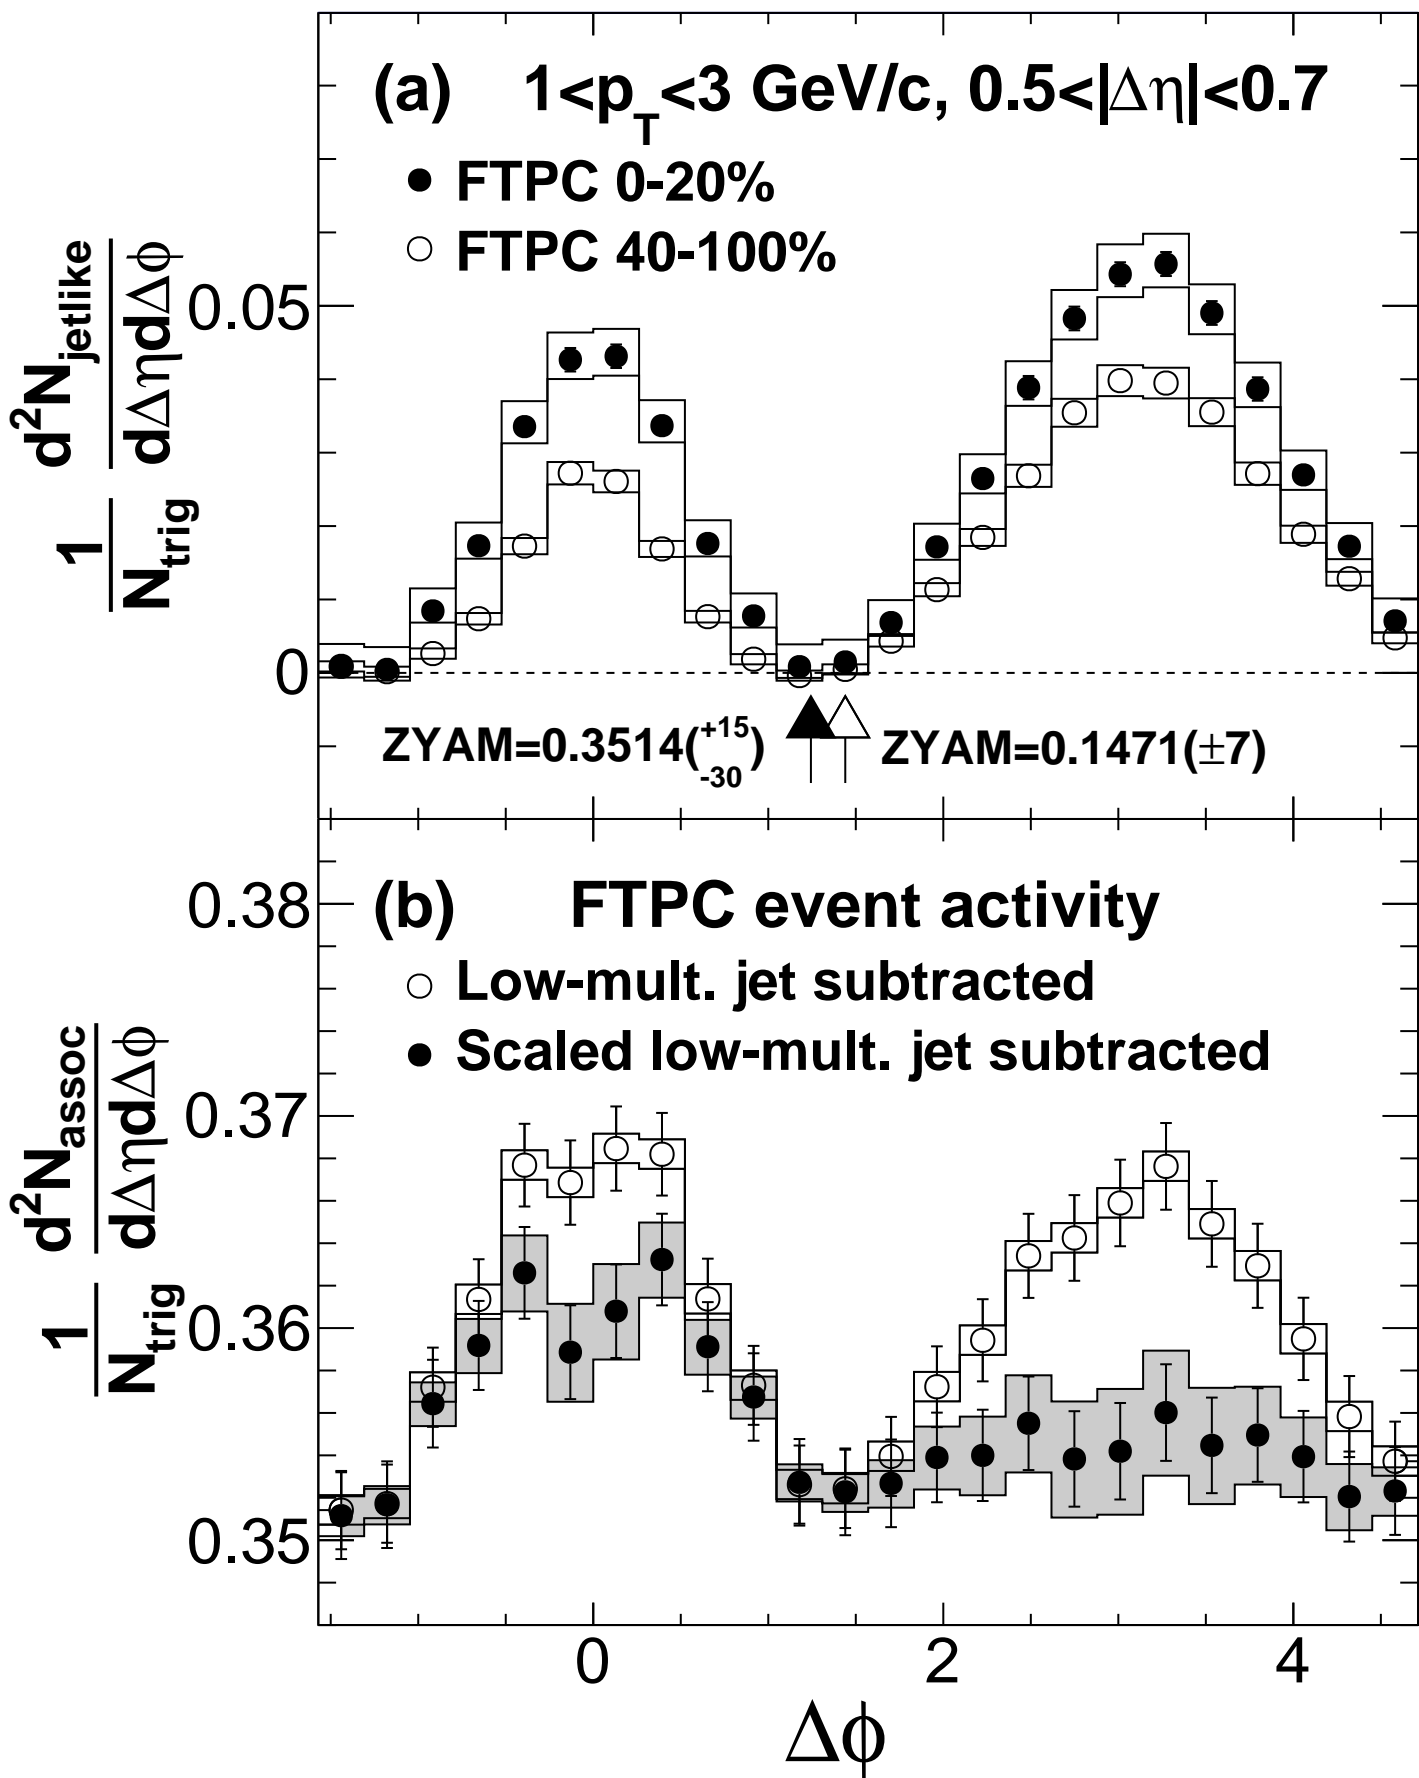 (a) 1<p_T<3 GeV/c, 0.5<|Δη|<0.7
FTPC 0-20%
FTPC 40-100%
1/N_trig d²N_jetlike/dΔηdΔϕ
0.05
0
ZYAM=0.3514(+15 -30)
ZYAM=0.1471(±7)
(b) FTPC event activity
Low-mult. jet subtracted
Scaled low-mult. jet subtracted
1/N_trig d²N_assoc/dΔηdΔϕ
0.38
0.37
0.36
0.35
0 2 4
Δϕ